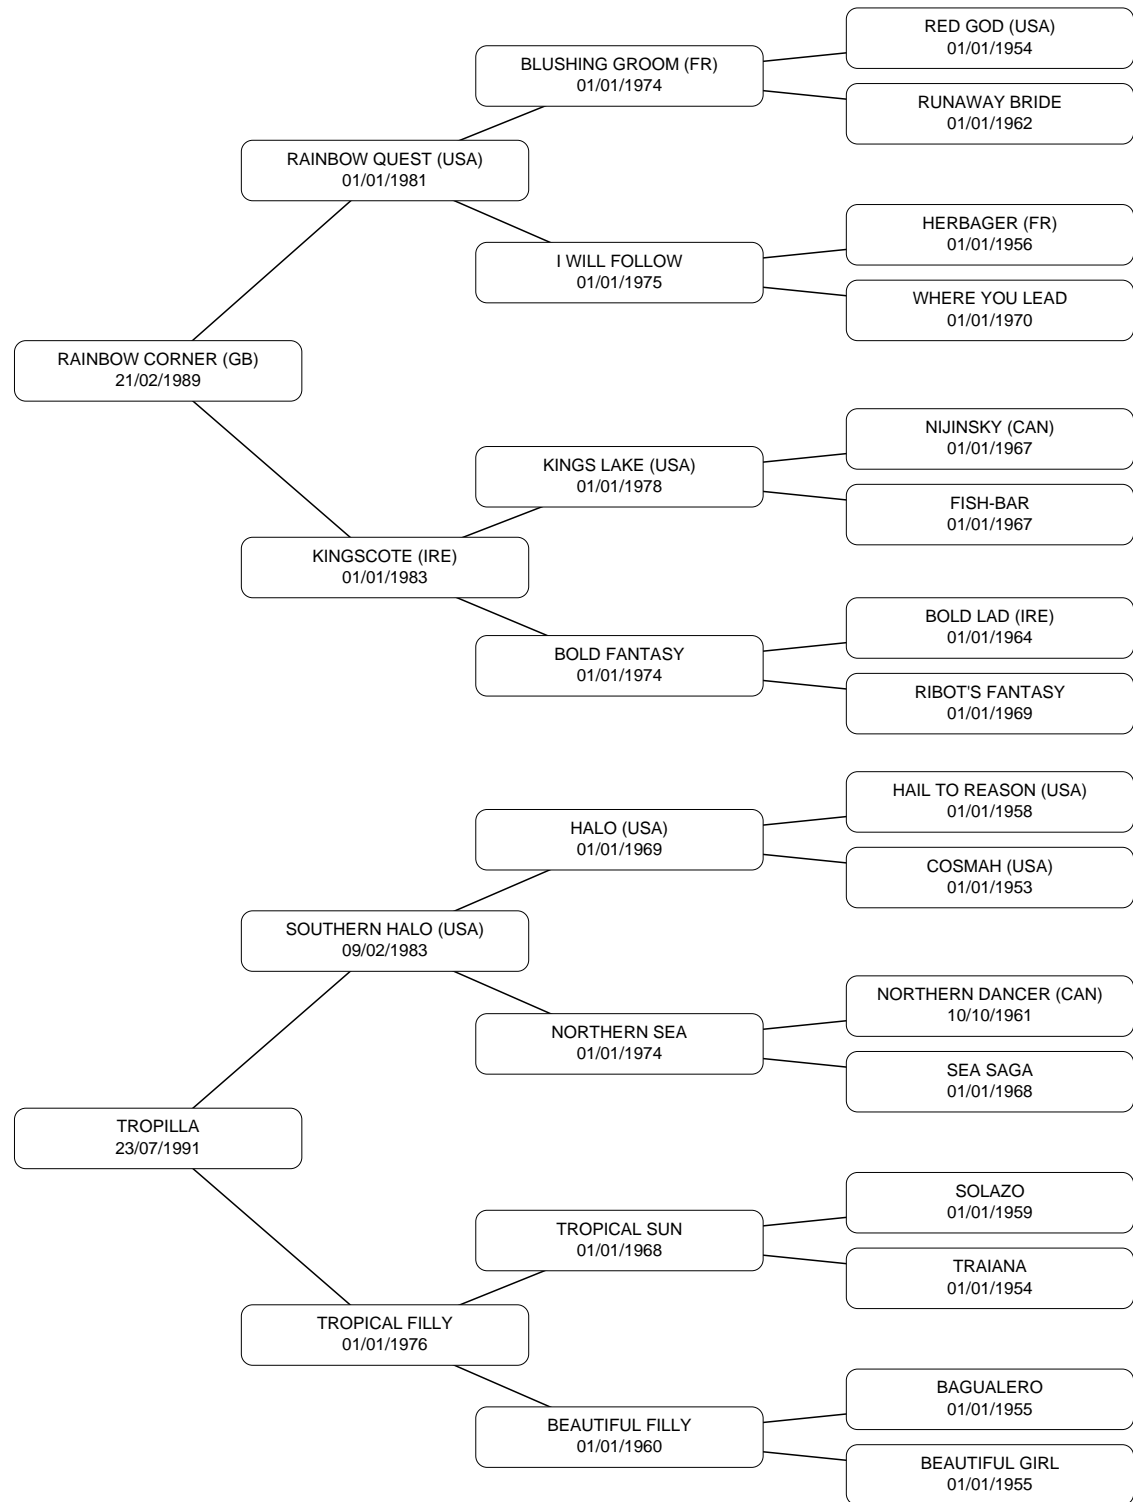 RED GOD (USA)
01/01/1954
BLUSHING GROOM (FR)
01/01/1974
RUNAWAY BRIDE
01/01/1962
RAINBOW QUEST (USA)
01/01/1981
HERBAGER (FR)
01/01/1956
I WILL FOLLOW
01/01/1975
WHERE YOU LEAD
01/01/1970
RAINBOW CORNER (GB)
21/02/1989
NIJINSKY (CAN)
01/01/1967
KINGS LAKE (USA)
01/01/1978
FISH-BAR
01/01/1967
KINGSCOTE (IRE)
01/01/1983
BOLD LAD (IRE)
01/01/1964
BOLD FANTASY
01/01/1974
RIBOT'S FANTASY
01/01/1969
HAIL TO REASON (USA)
01/01/1958
HALO (USA)
01/01/1969
COSMAH (USA)
01/01/1953
SOUTHERN HALO (USA)
09/02/1983
NORTHERN DANCER (CAN)
10/10/1961
NORTHERN SEA
01/01/1974
SEA SAGA
01/01/1968
TROPILLA
23/07/1991
SOLAZO
01/01/1959
TROPICAL SUN
01/01/1968
TRAIANA
01/01/1954
TROPICAL FILLY
01/01/1976
BAGUALERO
01/01/1955
BEAUTIFUL FILLY
01/01/1960
BEAUTIFUL GIRL
01/01/1955